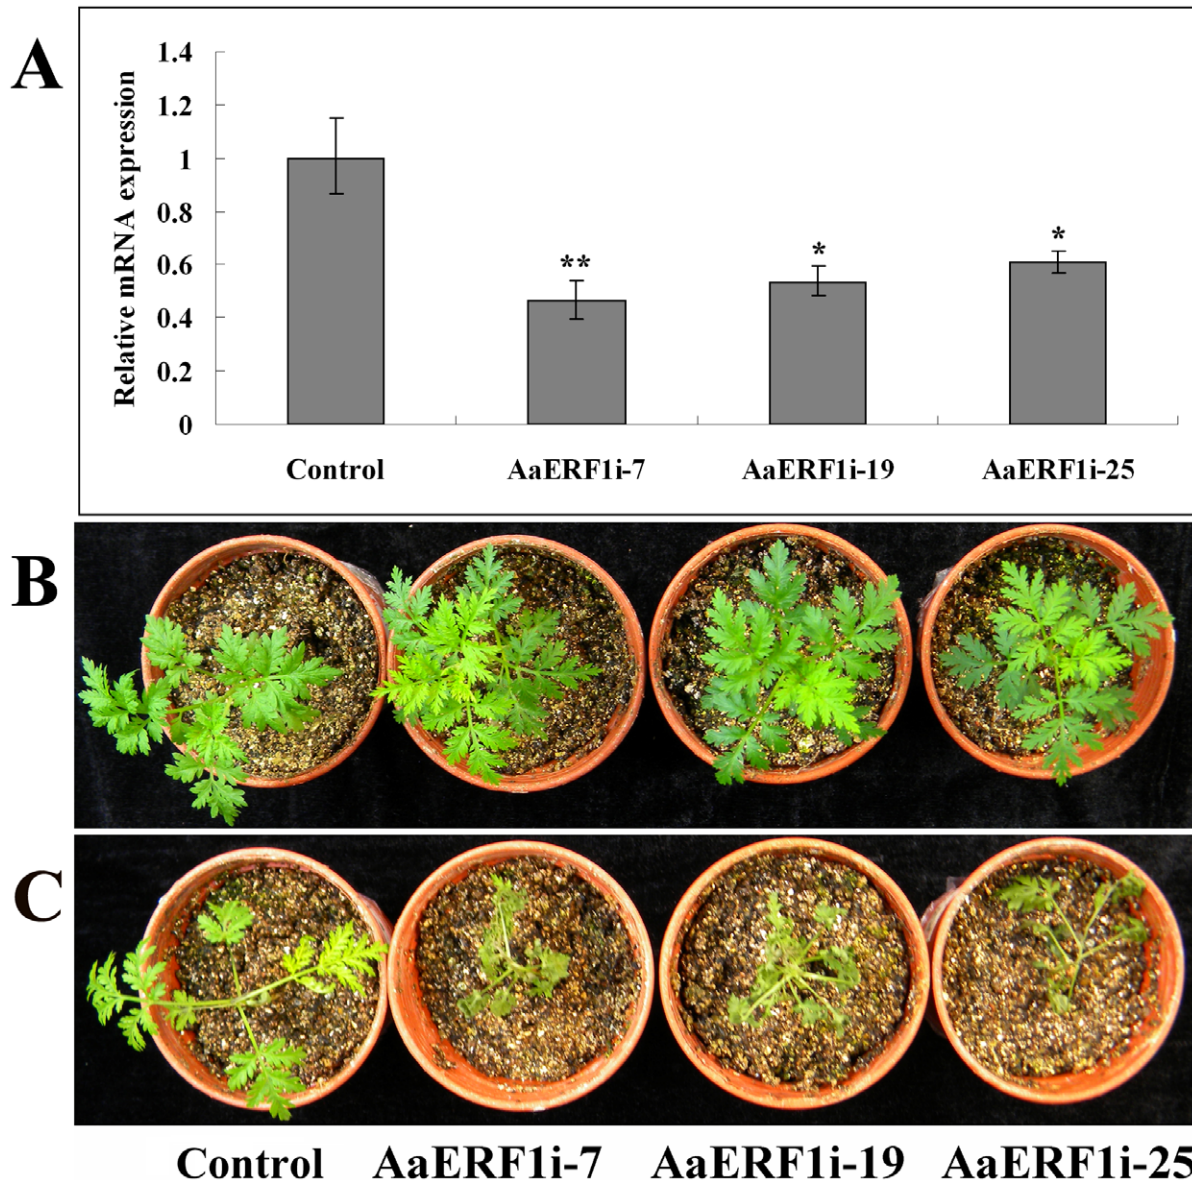 A
Relative mRNA expression
1.4
1.2
1
0.8
0.6
0.4
0.2
0
**
*
*
Control AaERF1i-7 AaERF1i-19 AaERF1i-25
B
C
Control AaERF1i-7 AaERF1i-19 AaERF1i-25